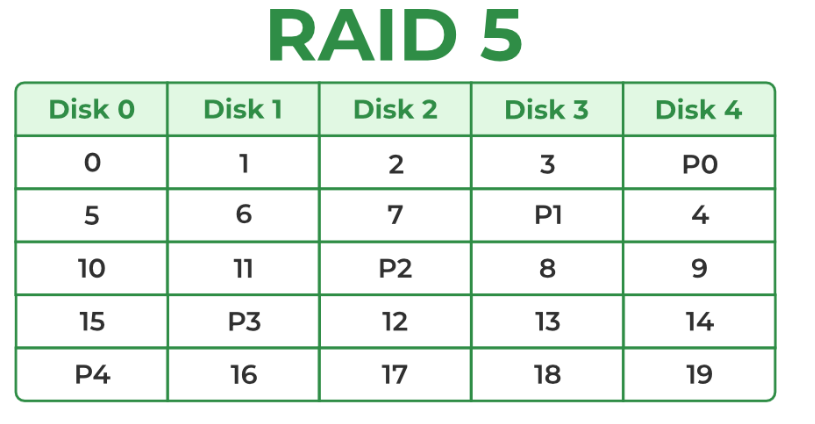 RAID 5
Disk 0 Disk 1 Disk 2 Disk 3 Disk 4
0 1 2 3 P0
5 6 7 P1 4
10 11 P2 8 9
15 P3 12 13 14
P4 16 17 18 19